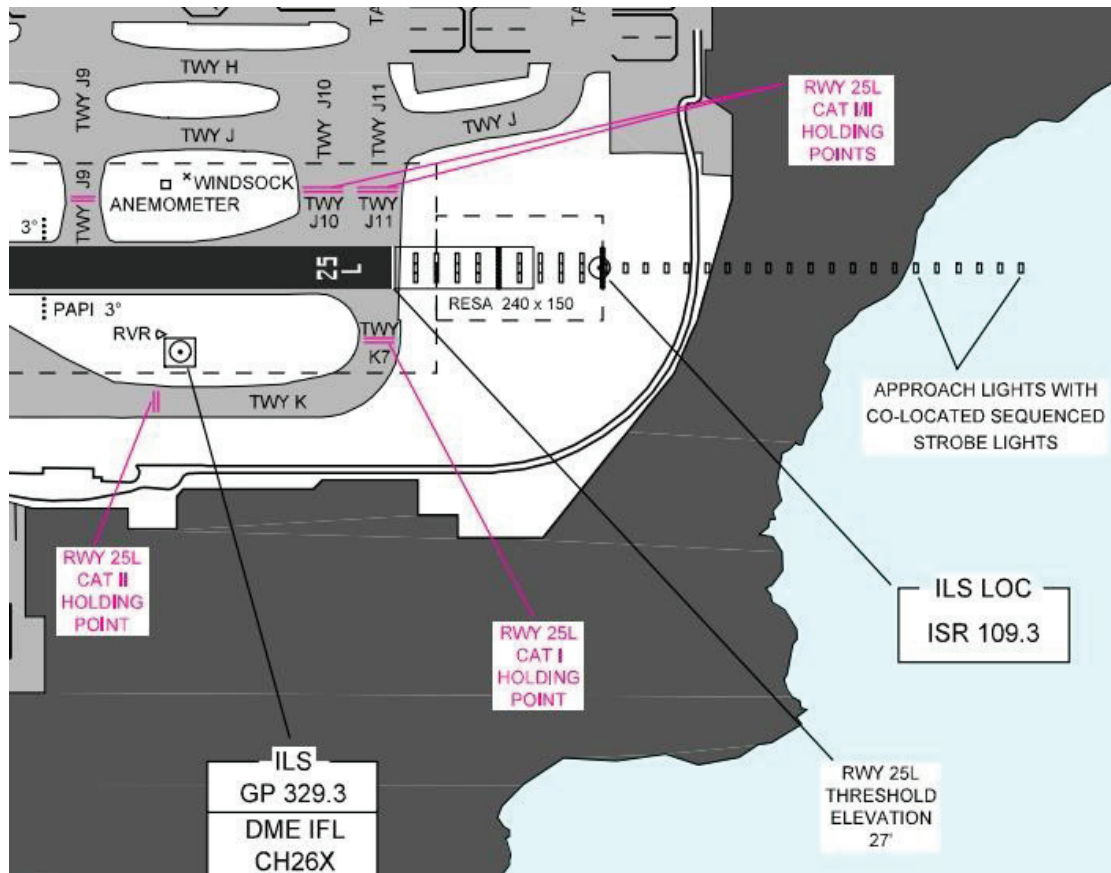 TA
TA
TWY H
TWY J9
TWY J10
TWY J11
RWY 25L
CAT I/II
HOLDING
POINTS
TWY J
TWY J
TWY J9
WINDSOCK
ANEMOMETER
TWY
J10
TWY
J11
3°
25
L
RESA 240 x 150
PAPI 3°
RVR
TWY
K7
TWY K
APPROACH LIGHTS WITH
CO-LOCATED SEQUENCED
STROBE LIGHTS
RWY 25L
CAT II
HOLDING
POINT
RWY 25L
CAT I
HOLDING
POINT
ILS LOC
ISR 109.3
ILS
GP 329.3
DME IFL
CH26X
RWY 25L
THRESHOLD
ELEVATION
27'